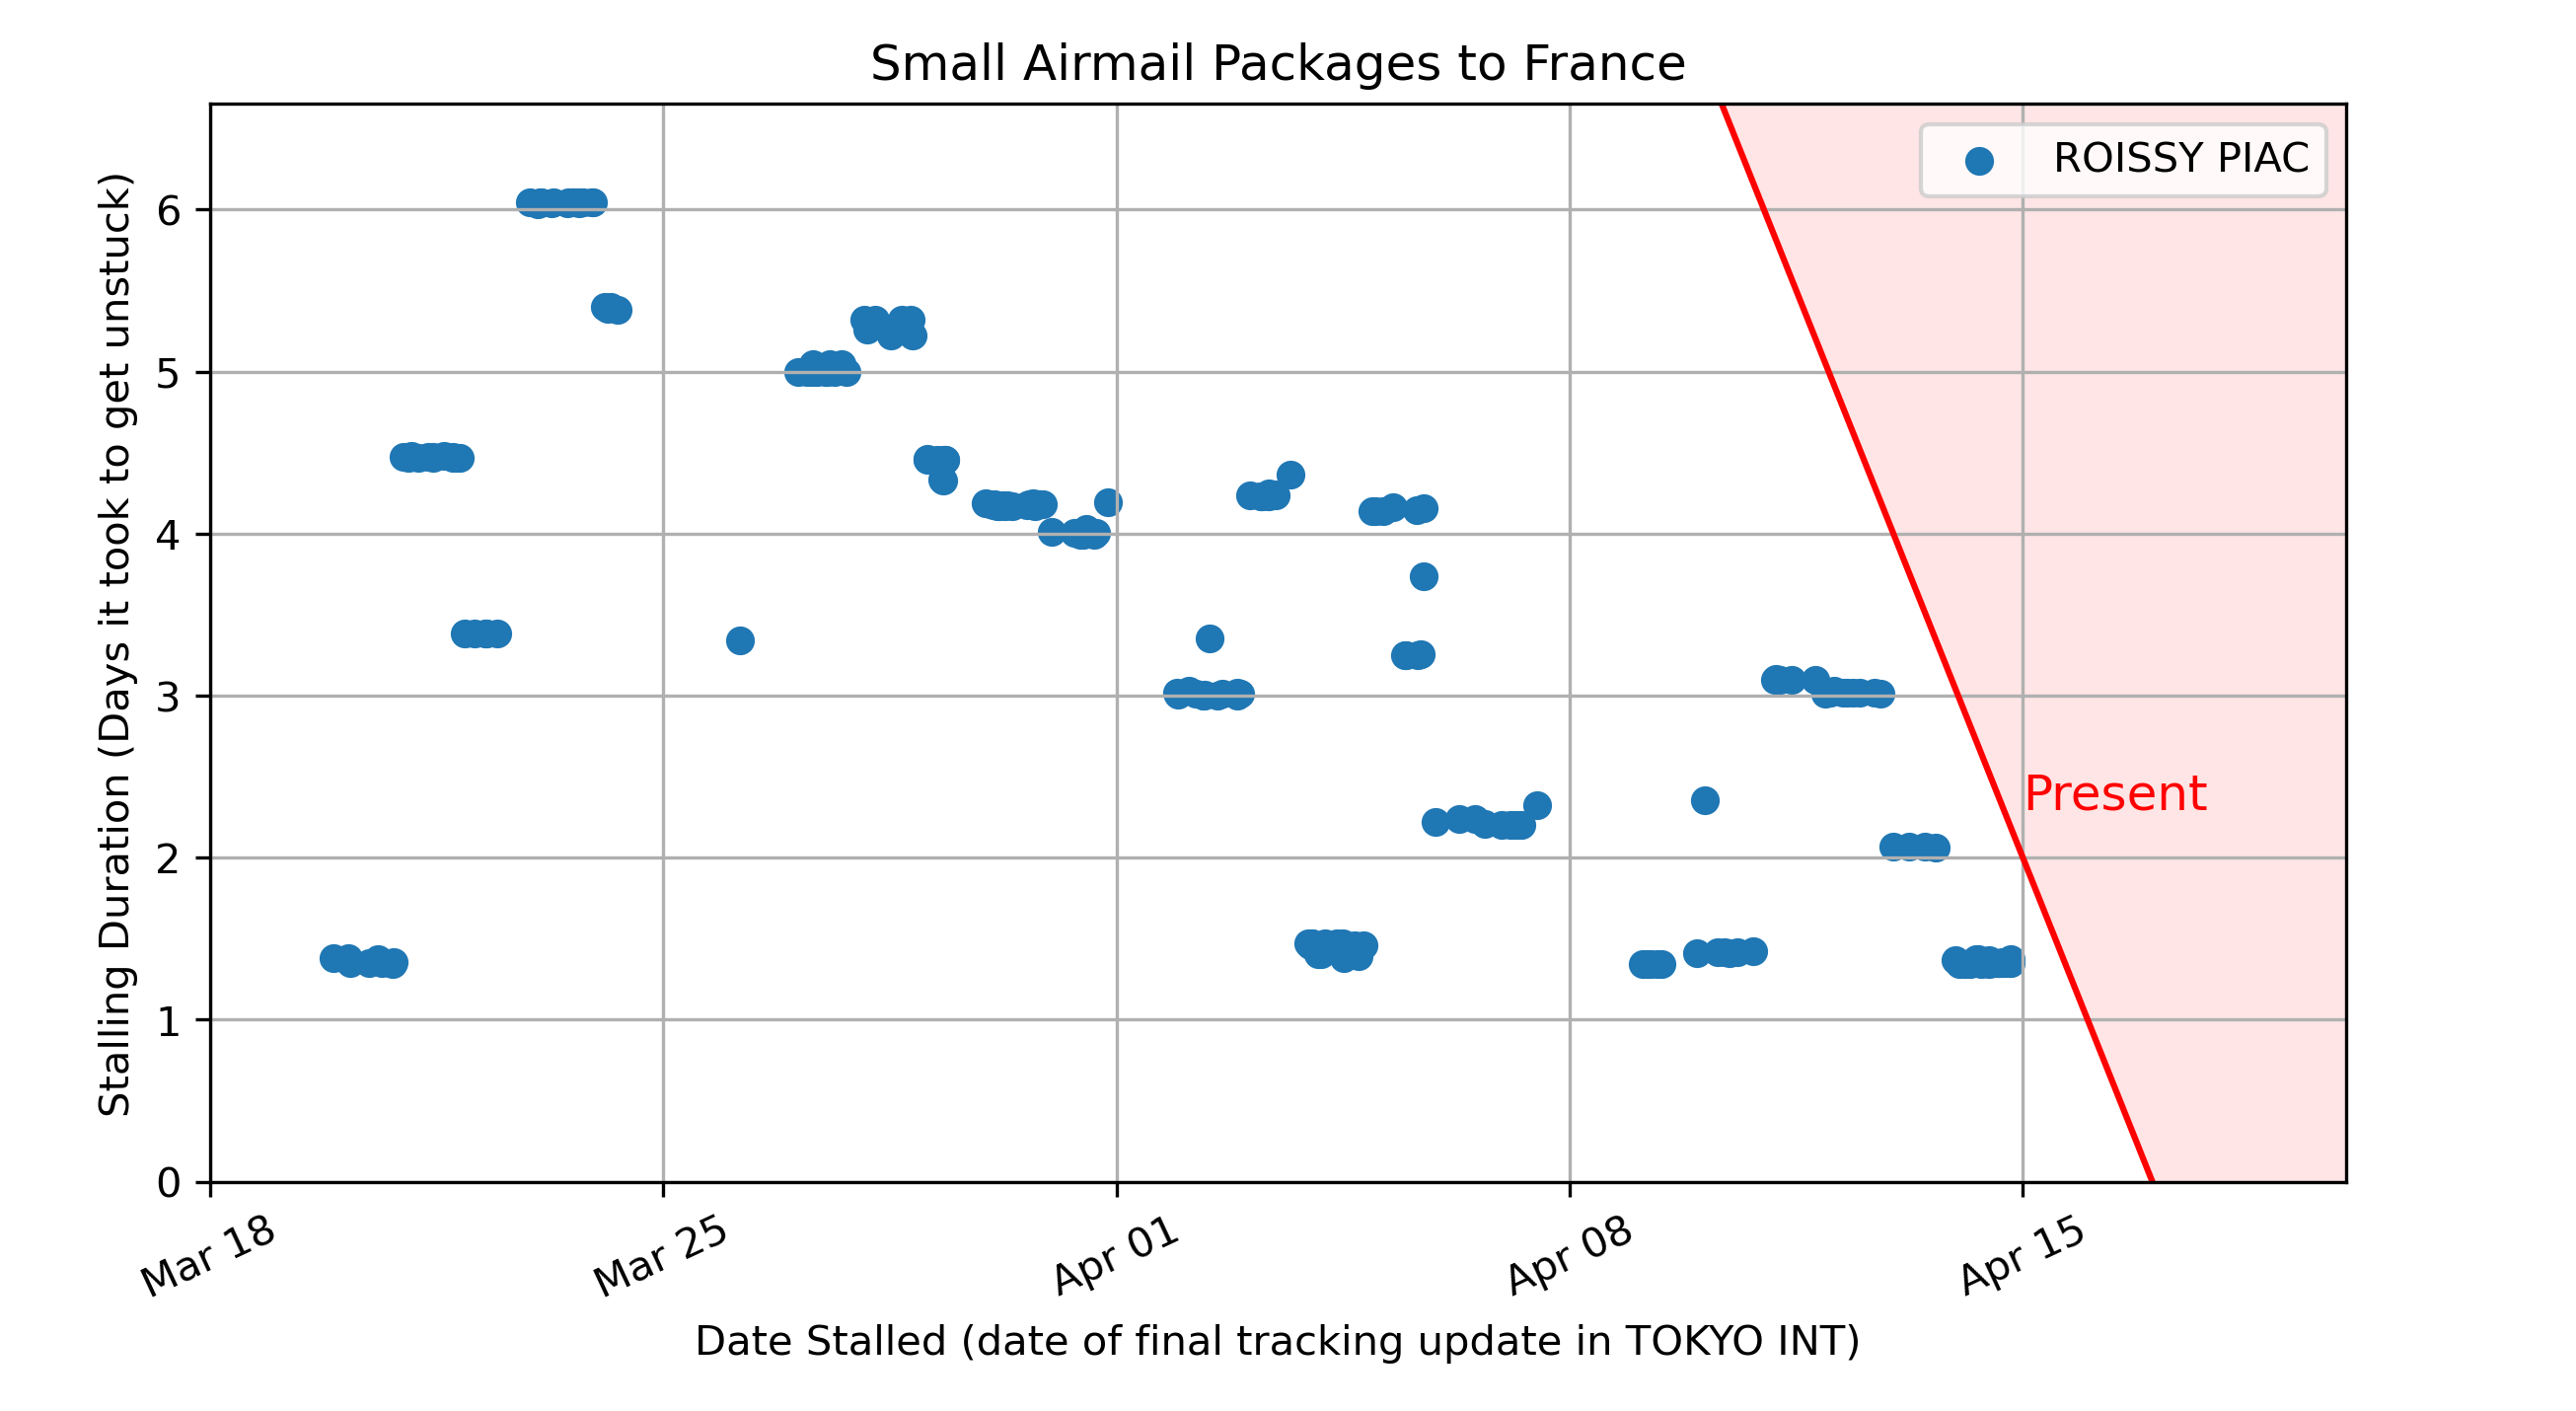 Small Airmail Packages to France
ROISSY PIAC
Stalling Duration (Days it took to get unstuck)
6
5
4
3
2
1
0
Present
Mar 18
Mar 25
Apr 01
Apr 08
Apr 15
Date Stalled (date of final tracking update in TOKYO INT)